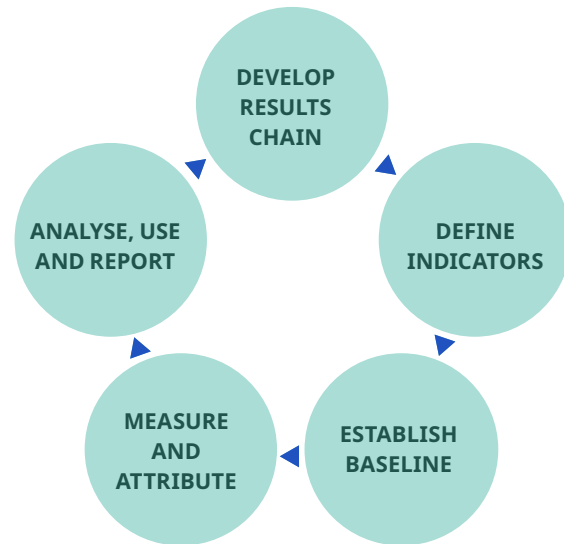 DEVELOP
RESULTS
CHAIN
DEFINE
INDICATORS
ESTABLISH
BASELINE
MEASURE
AND
ATTRIBUTE
ANALYSE, USE
AND REPORT